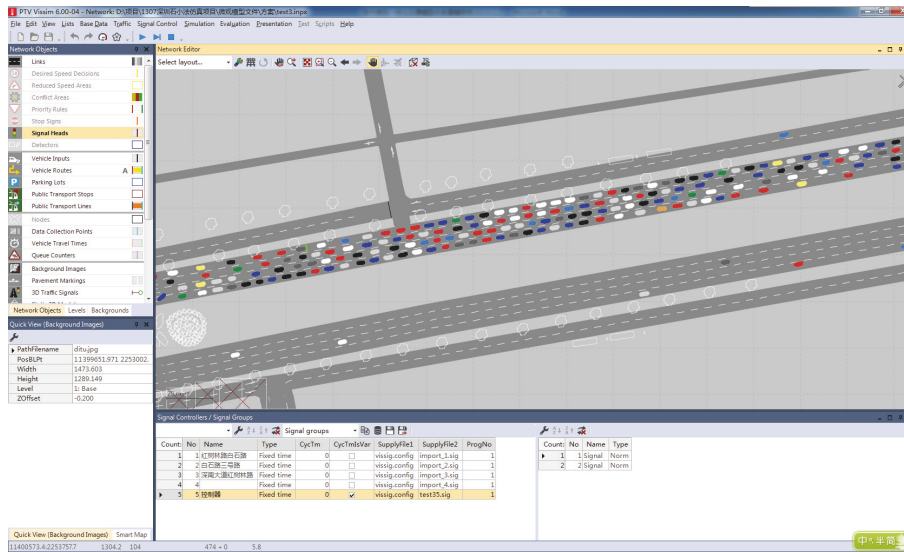 PTV Vissim 6.00-04 - Network: D:\项目\1307深圳石小法仿真项目\微观模型文件\方案\test3.inpx
File Edit View Lists Base Data Traffic Signal Control Simulation Evaluation Presentation Test Scripts Help
Network Objects
Network Editor
Select layout...
Links
Desired Speed Decisions
Reduced Speed Areas
Conflict Areas
Priority Rules
Stop Signs
Signal Heads
Detectors
Vehicle Inputs
Vehicle Routes A
Parking Lots
Public Transport Stops
Public Transport Lines
Nodes
Data Collection Points
Vehicle Travel Times
Queue Counters
Background Images
Pavement Markings
3D Traffic Signals
Network Objects Levels Backgrounds
Quick View (Background Images)
PathFilename ditu.jpg
PosBLPt 11399651.971 2253002.
Width 1473.603
Height 1289.149
Level 1: Base
ZOffset -0.200
Signal Controllers / Signal Groups
Signal groups
Count: No Name Type CycTm CycTmIsVar SupplyFile1 SupplyFile2 ProgNo
1 1 红树林路白石路 Fixed time 0 vissig.config import_1.sig 1
2 2 白石路三号路 Fixed time 0 vissig.config import_2.sig 1
3 3 深南大道红树林路 Fixed time 0 vissig.config import_3.sig 1
4 4 Fixed time 0 vissig.config import_4.sig 1
5 5 控制器 Fixed time 0 vissig.config test35.sig 1
Count: No Name Type
1 1 Signal Norm
2 2 Signal Norm
Quick View (Background Images) Smart Map
11400573.4:2253757.7 1304.2 104 474 + 0 5.8
中 半 简